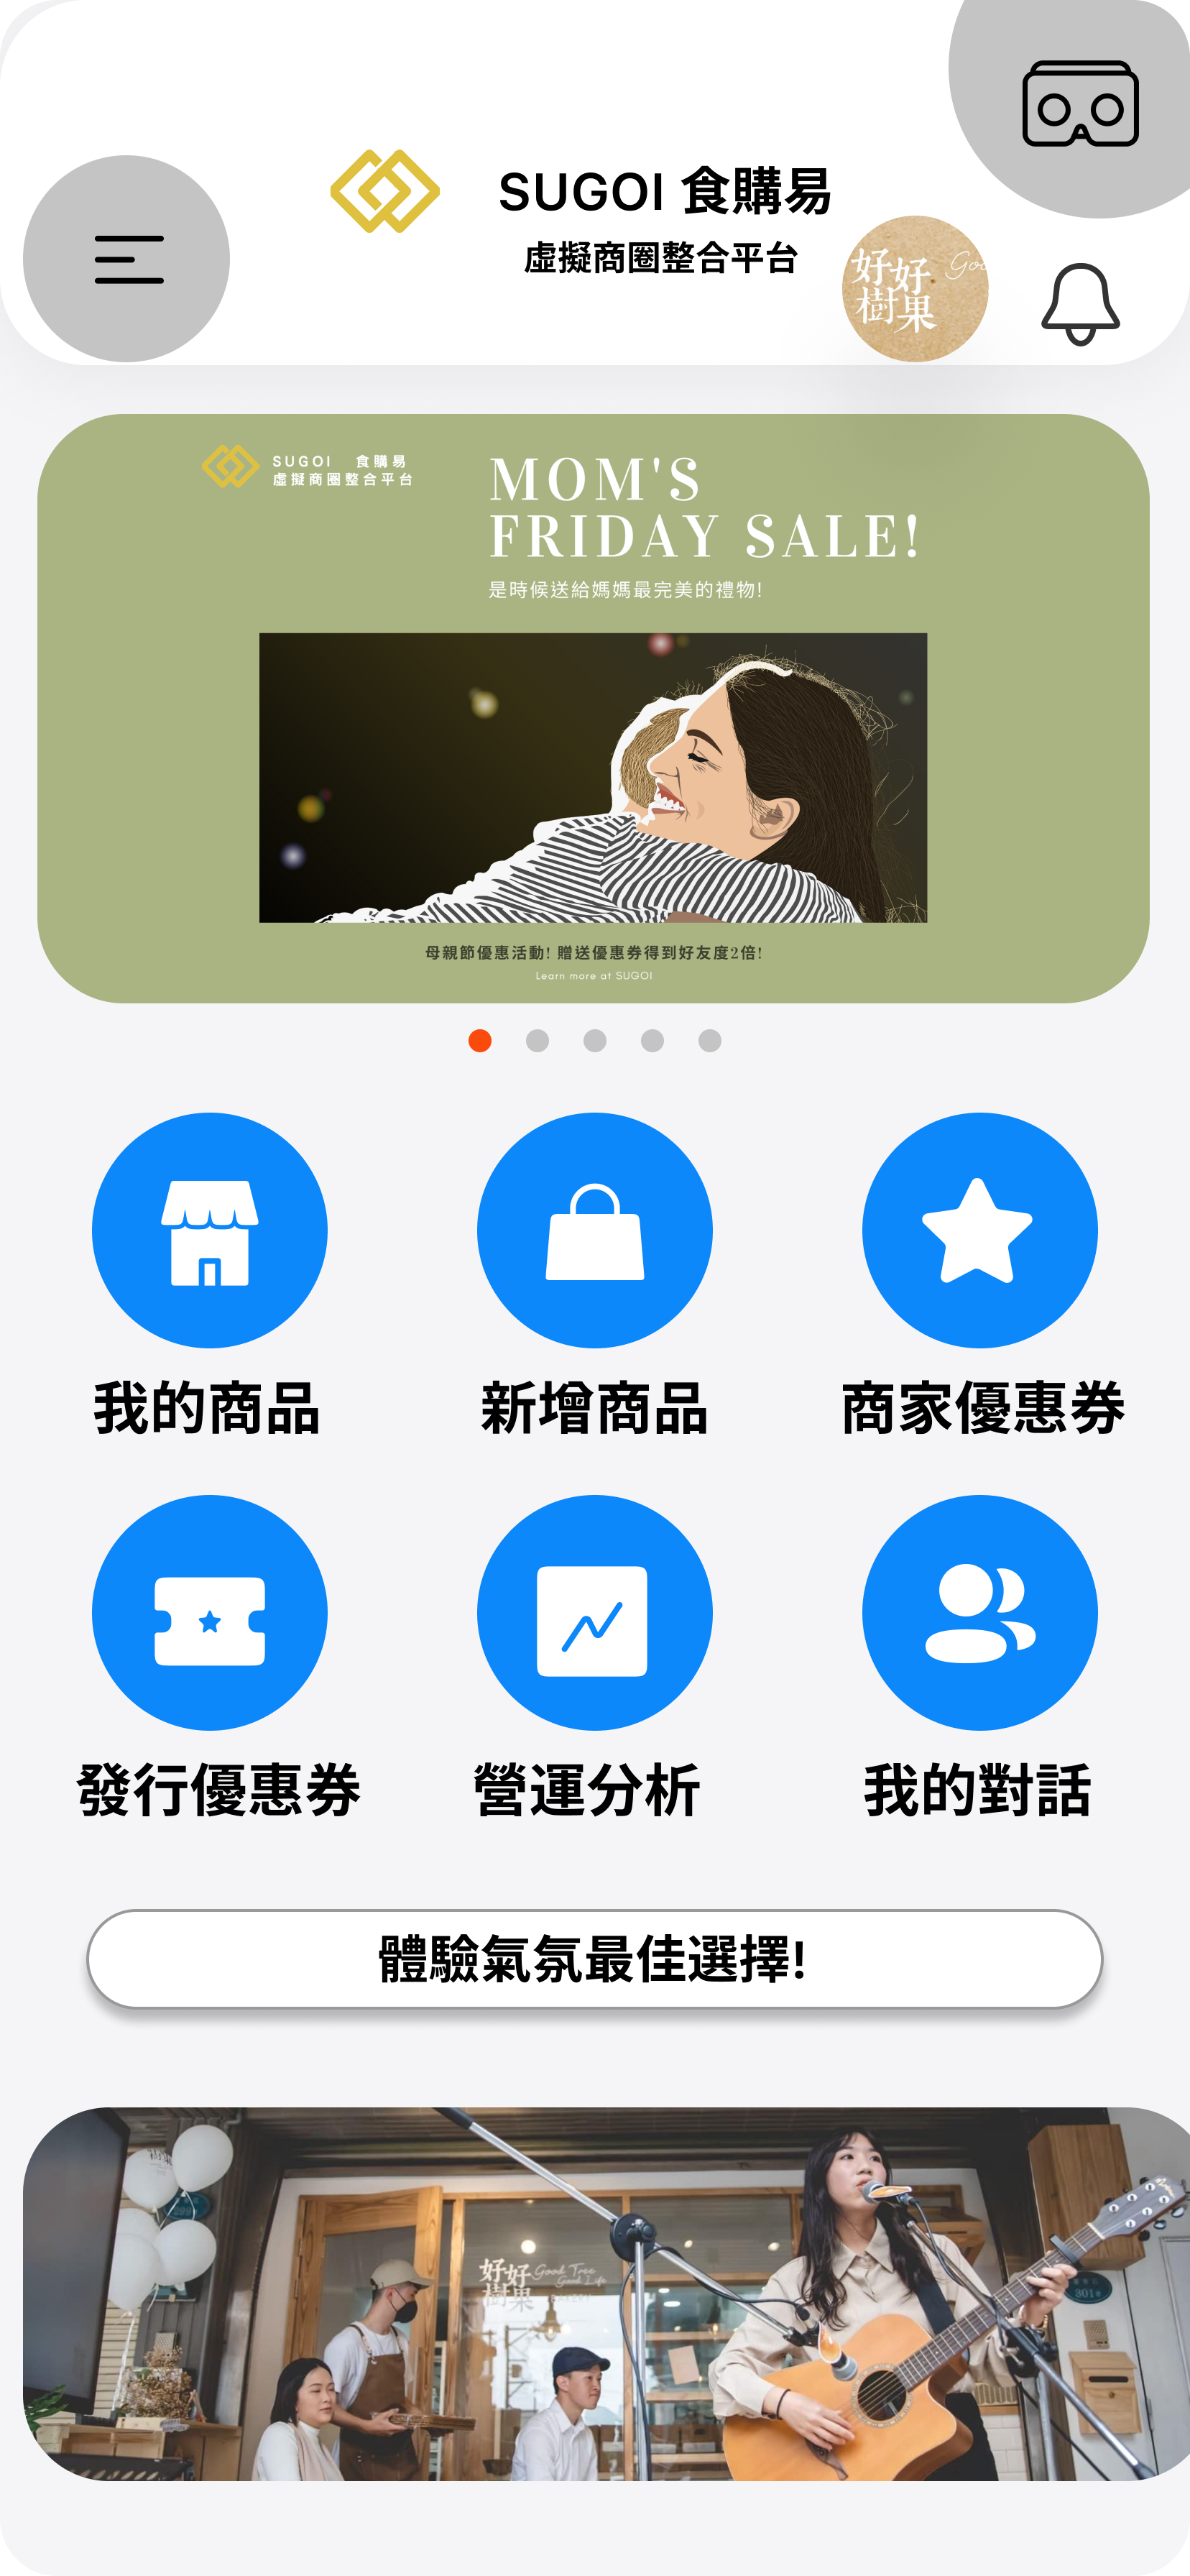 SUGOI 食購易
虛擬商圈整合平台
好好 Goo
樹果
SUGOI 食購易
虛擬商圈整合平台
MOM'S
FRIDAY SALE!
是時候送給媽媽最完美的禮物!
母親節優惠活動! 贈送優惠券得到好友度2倍!
Learn more at SUGOI
我的商品
新增商品
商家優惠券
發行優惠券
營運分析
我的對話
體驗氣氛最佳選擇!
好好 Good Tree
樹果 Good Life
301